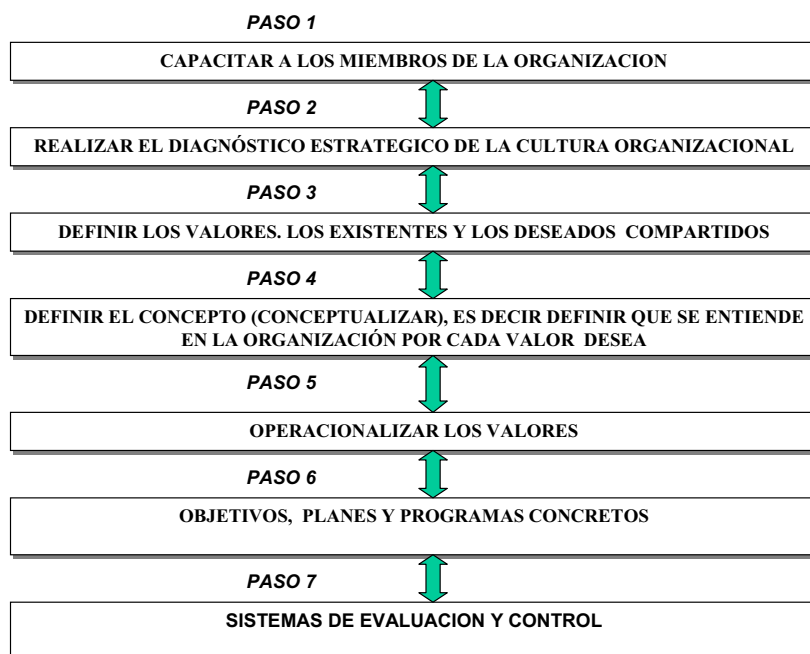 PASO 1
CAPACITAR A LOS MIEMBROS DE LA ORGANIZACION
PASO 2
REALIZAR EL DIAGNÓSTICO ESTRATEGICO DE LA CULTURA ORGANIZACIONAL
PASO 3
DEFINIR LOS VALORES. LOS EXISTENTES Y LOS DESEADOS COMPARTIDOS
PASO 4
DEFINIR EL CONCEPTO (CONCEPTUALIZAR), ES DECIR DEFINIR QUE SE ENTIENDE
EN LA ORGANIZACIÓN POR CADA VALOR DESEA
PASO 5
OPERACIONALIZAR LOS VALORES
PASO 6
OBJETIVOS, PLANES Y PROGRAMAS CONCRETOS
PASO 7
SISTEMAS DE EVALUACION Y CONTROL